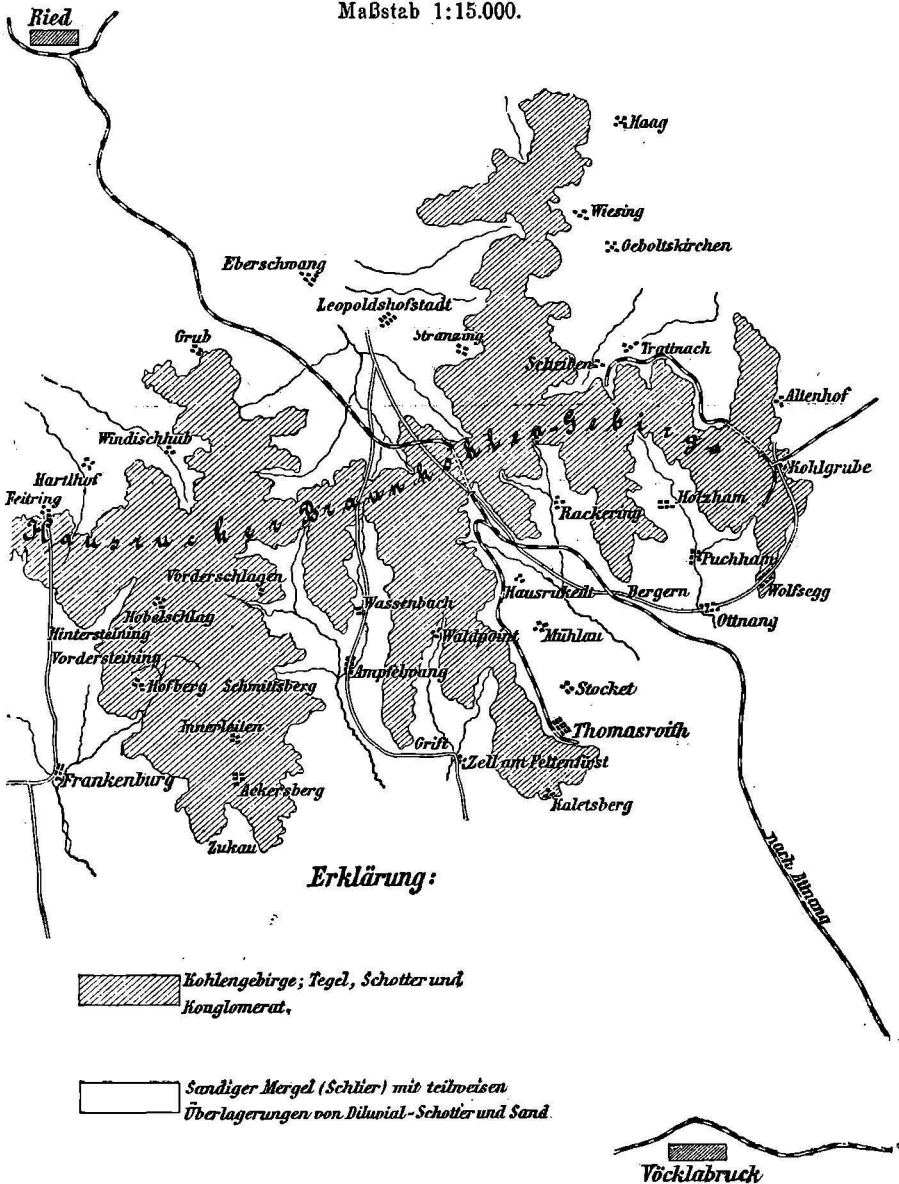 Maßstab 1:15.000.
Ried
Haag
Wiesing
Geboltskirchen
Eberschwang
Leopoldshofstadt
Stranzing
Grub
Scheiben
Trattnach
Altenhof
Windischhub
Hartlhof
Feitring
Hausrucker Braunkohlen-Gebirge
Kohlgrube
Rackering
Holzham
Puchham
Vorderschlagen
Wassenbach
Hausrukedt
Bergern
Wolfsegg
Hobelschlag
Ottnang
Hintersteining
Waldpoint
Mühlau
Vordersteining
Ampfelwang
Hofberg
Schmittsberg
Stocket
Innerleiten
Thomasroith
Grift
Zell am Pettenfirst
Frankenburg
Ackersberg
Kaletsberg
Zukau
nach Attnang
Erklärung:
Kohlengebirge; Tegel, Schotter und
Konglomerat.
Sandiger Mergel (Schlier) mit teilweisen
Überlagerungen von Diluvial-Schotter und Sand
Vöcklabruck